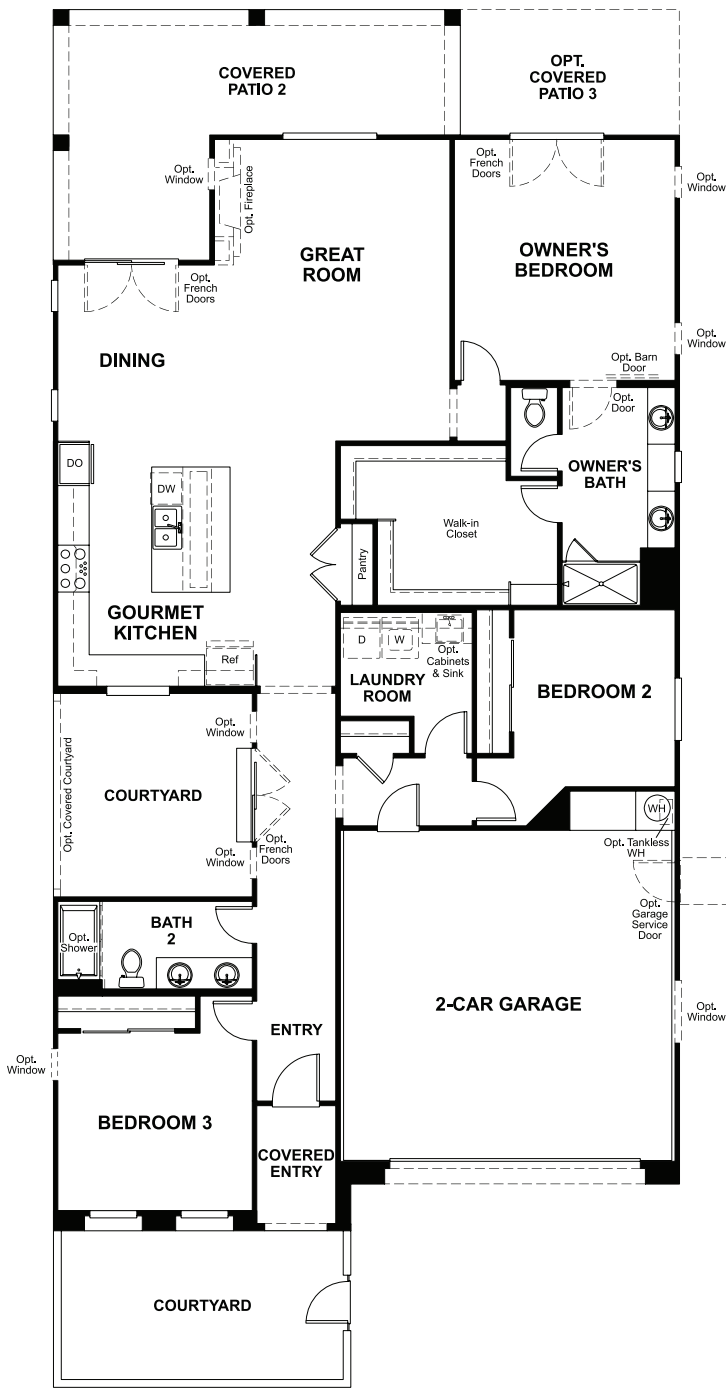 COVERED
PATIO 2
OPT.
COVERED
PATIO 3
Opt.
Window
Opt. Fireplace
Opt.
French
Doors
Opt.
Window
GREAT
ROOM
OWNER'S
BEDROOM
Opt.
French
Doors
DINING
Opt.
Window
Opt. Barn
Door
Opt.
Door
DO
DW
OWNER'S
BATH
Walk-in
Closet
Pantry
GOURMET
KITCHEN
Ref
D
W
Opt.
Cabinets
& Sink
LAUNDRY
ROOM
BEDROOM 2
Opt.
Window
Opt. Covered Courtyard
COURTYARD
Opt.
Window
Opt.
French
Doors
WH
Opt. Tankless
WH
Opt.
Garage
Service
Door
BATH
2
Opt.
Shower
2-CAR GARAGE
Opt.
Window
ENTRY
Opt.
Window
BEDROOM 3
COVERED
ENTRY
COURTYARD